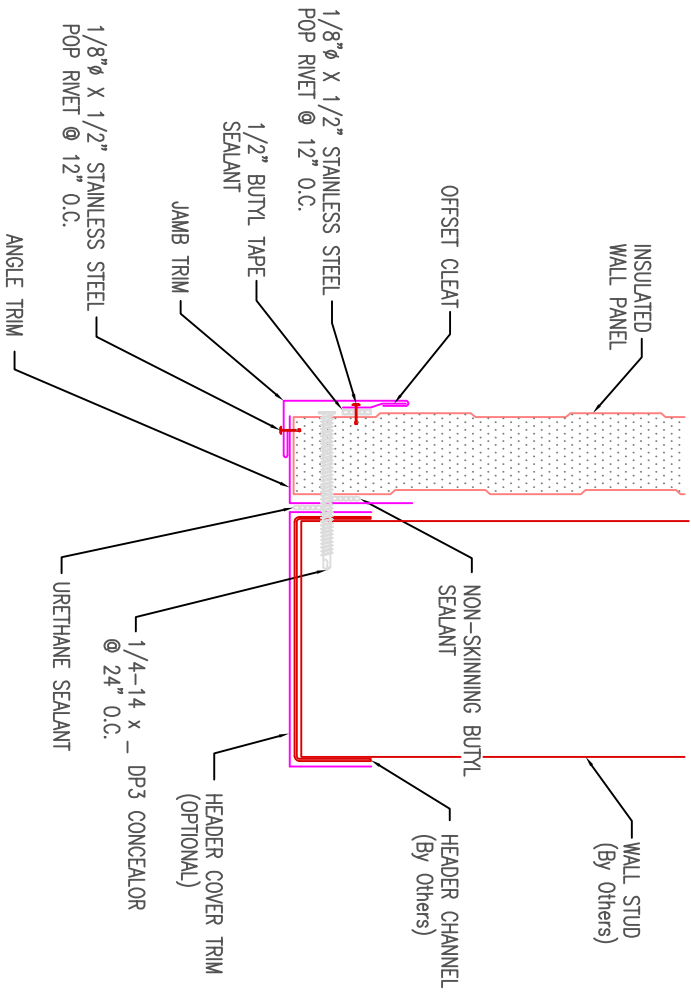 INSULATED
WALL PANEL
OFFSET CLEAT
1/8"ø X 1/2" STAINLESS STEEL
POP RIVET @ 12" O.C.
1/2" BUTYL TAPE
SEALANT
JAMB TRIM
1/8"ø X 1/2" STAINLESS STEEL
POP RIVET @ 12" O.C.
ANGLE TRIM
WALL STUD
(By Others)
HEADER CHANNEL
(By Others)
NON-SKINNING BUTYL
SEALANT
HEADER COVER TRIM
(OPTIONAL)
1/4-14 x _ DP3 CONCEALOR
@ 24" O.C.
URETHANE SEALANT